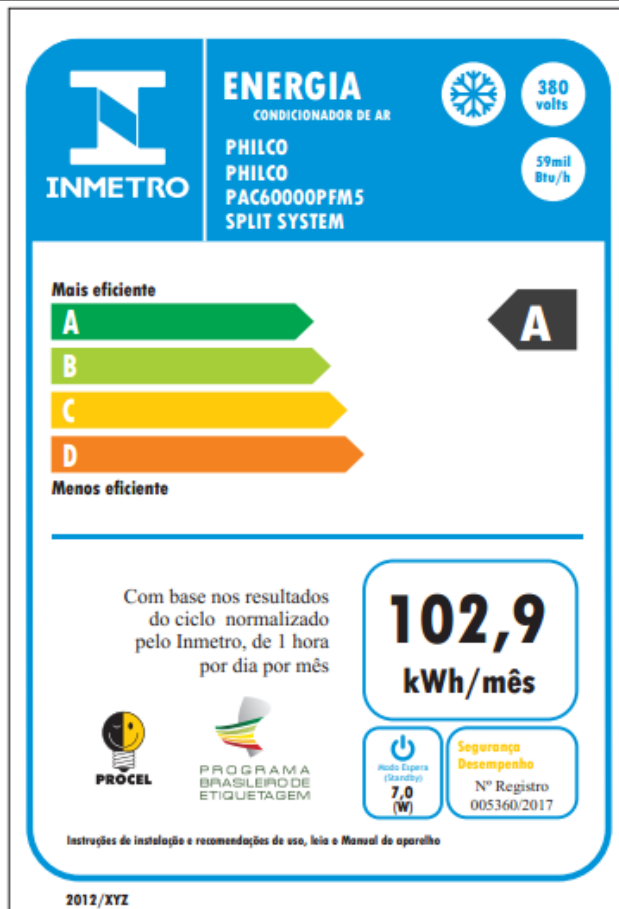 INMETRO
ENERGIA
CONDICIONADOR DE AR
PHILCO
PHILCO
PAC60000PFM5
SPLIT SYSTEM
380
volts
59mil
Btu/h
Mais eficiente
A
A
B
C
D
Menos eficiente
Com base nos resultados
do ciclo normalizado
pelo Inmetro, de 1 hora
por dia por mês
102,9
kWh/mês
PROCEL
PROGRAMA
BRASILEIRO DE
ETIQUETAGEM
Modo Espera
(Standby)
7,0
(W)
Segurança
Desempenho
Nº Registro
005360/2017
Instruções de instalação e recomendações de uso, leia o Manual do aparelho
2012/XYZ